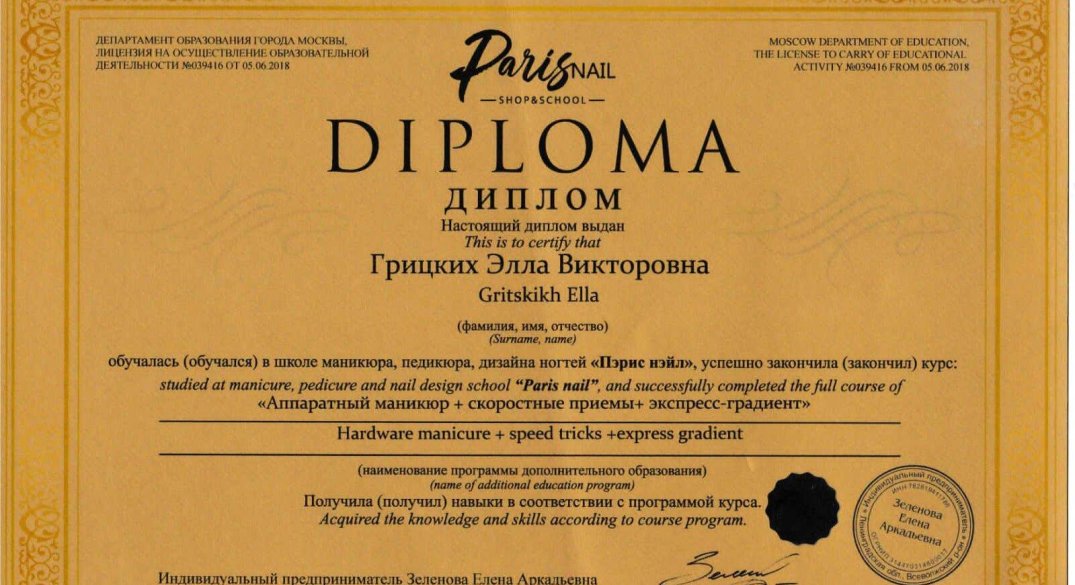 ДЕПАРТАМЕНТ ОБРАЗОВАНИЯ ГОРОДА МОСКВЫ,
ЛИЦЕНЗИЯ НА ОСУЩЕСТВЛЕНИЕ ОБРАЗОВАТЕЛЬНОЙ
ДЕЯТЕЛЬНОСТИ №039416 ОТ 05.06.2018
MOSCOW DEPARTMENT OF EDUCATION,
THE LICENSE TO CARRY OF EDUCATIONAL
ACTIVITY №039416 FROM 05.06.2018
Paris NAIL
SHOP&SCHOOL
DIPLOMA
ДИПЛОМ
Настоящий диплом выдан
This is to certify that
Грицких Элла Викторовна
Gritskikh Ella
(фамилия, имя, отчество)
(Surname, name)
обучалась (обучался) в школе маникюра, педикюра, дизайна ногтей «Пэрис нэйл», успешно закончила (закончил) курс:
studied at manicure, pedicure and nail design school “Paris nail”, and successfully completed the full course of
«Аппаратный маникюр + скоростные приемы+ экспресс-градиент»
Hardware manicure + speed tricks +express gradient
(наименование программы дополнительного образования)
(name of additional education program)
Получила (получил) навыки в соответствии с программой курса.
Acquired the knowledge and skills according to course program.
Индивидуальный предприниматель
Зеленова
Елена
Аркадьевна
Ленинградская обл. Всеволожский р-он
Индивидуальный предприниматель Зеленова Елена Аркадьевна